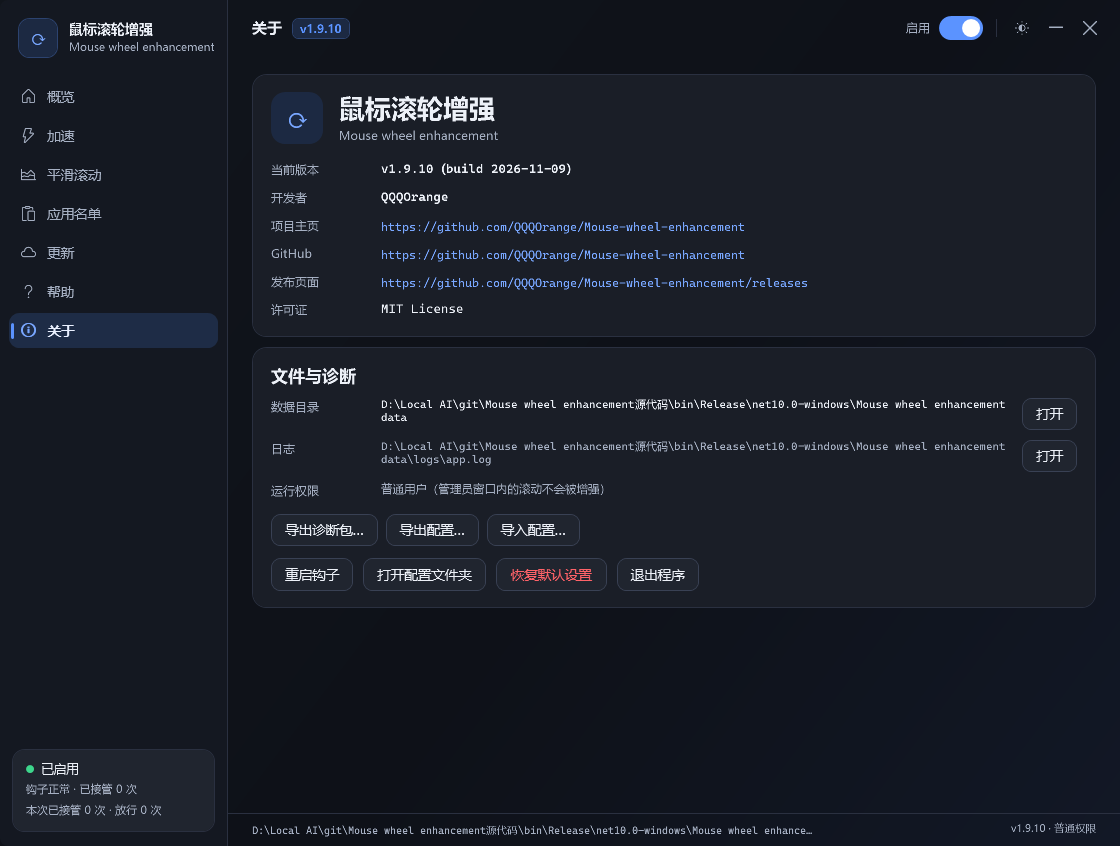 鼠标滚轮增强
Mouse wheel enhancement
概览
加速
平滑滚动
应用名单
更新
帮助
关于
已启用
钩子正常 · 已接管 0 次
本次已接管 0 次 · 放行 0 次
关于 v1.9.10 启用
鼠标滚轮增强
Mouse wheel enhancement
当前版本 v1.9.10 (build 2026-11-09)
开发者 QQQOrange
项目主页 https://github.com/QQQOrange/Mouse-wheel-enhancement
GitHub https://github.com/QQQOrange/Mouse-wheel-enhancement
发布页面 https://github.com/QQQOrange/Mouse-wheel-enhancement/releases
许可证 MIT License
文件与诊断
数据目录 D:\Local AI\git\Mouse wheel enhancement源代码\bin\Release\net10.0-windows\Mouse wheel enhancement
data
打开
日志 D:\Local AI\git\Mouse wheel enhancement源代码\bin\Release\net10.0-windows\Mouse wheel enhancement
data\logs\app.log
打开
运行权限 普通用户（管理员窗口内的滚动不会被增强）
导出诊断包... 导出配置... 导入配置...
重启钩子 打开配置文件夹 恢复默认设置 退出程序
D:\Local AI\git\Mouse wheel enhancement源代码\bin\Release\net10.0-windows\Mouse wheel enhance… v1.9.10 · 普通权限